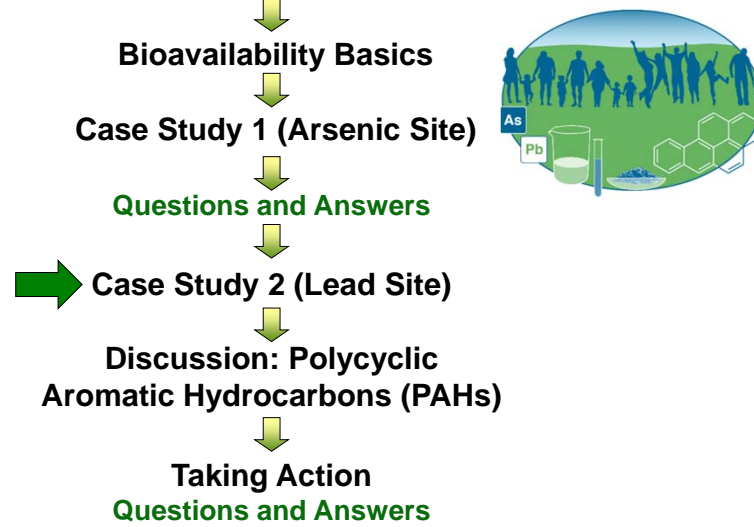 Bioavailability Basics
Case Study 1 (Arsenic Site)
Questions and Answers
Case Study 2 (Lead Site)
Discussion: Polycyclic
Aromatic Hydrocarbons (PAHs)
Taking Action
Questions and Answers
As
Pb